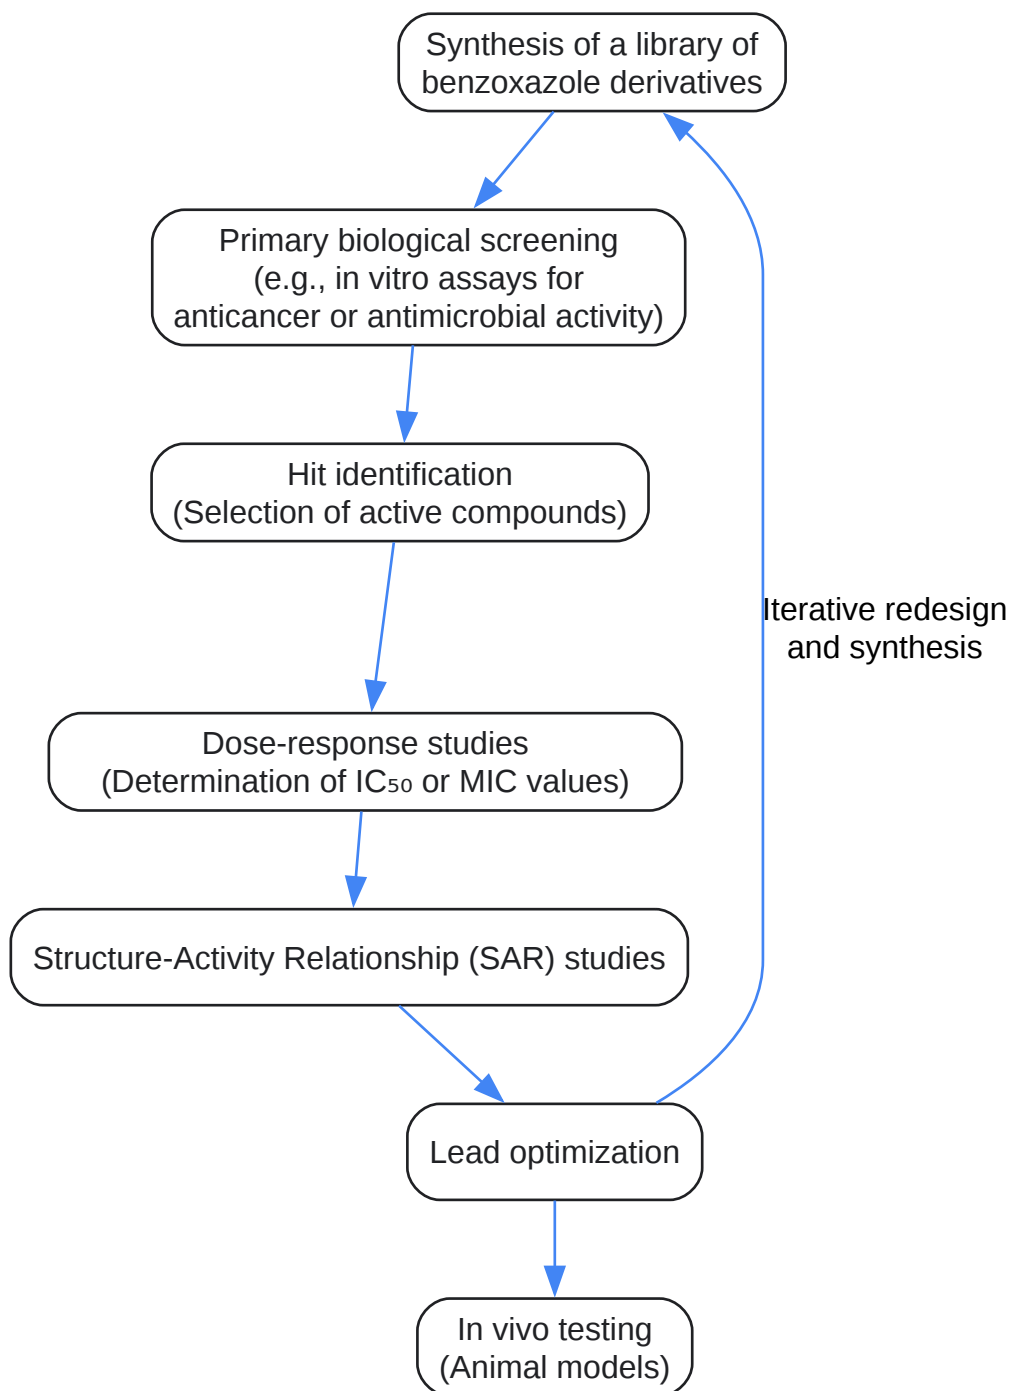 Synthesis of a library of
benzoxazole derivatives
Primary biological screening
(e.g., in vitro assays for
anticancer or antimicrobial activity)
Hit identification
(Selection of active compounds)
Iterative redesign
and synthesis
Dose-response studies
(Determination of IC₅₀ or MIC values)
Structure-Activity Relationship (SAR) studies
Lead optimization
In vivo testing
(Animal models)